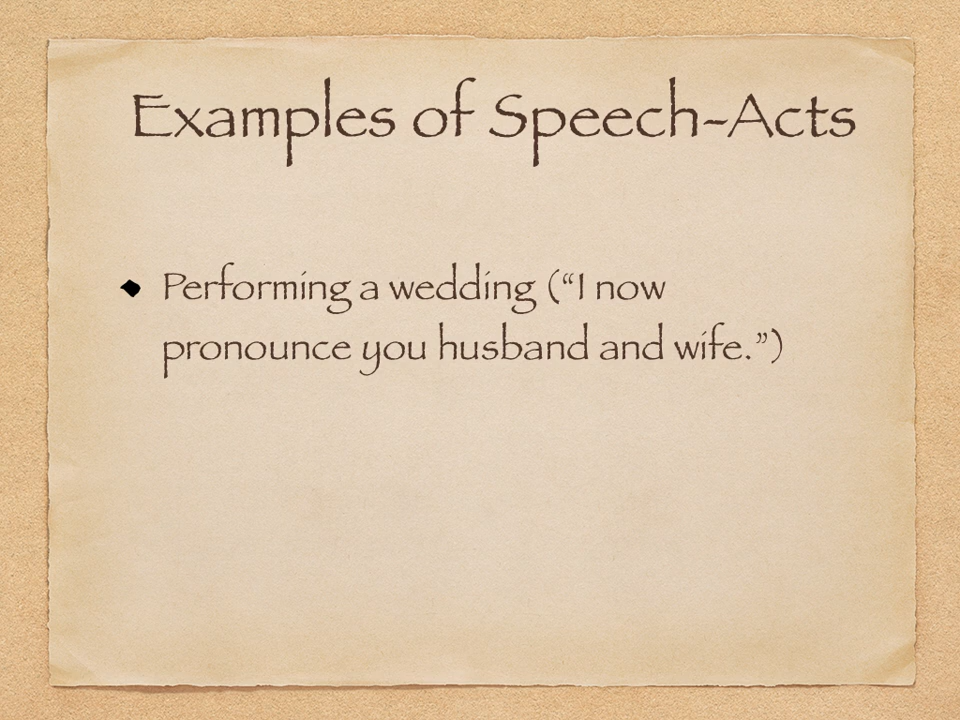 Examples of Speech-Acts
Performing a wedding (“I now
pronounce you husband and wife.”)